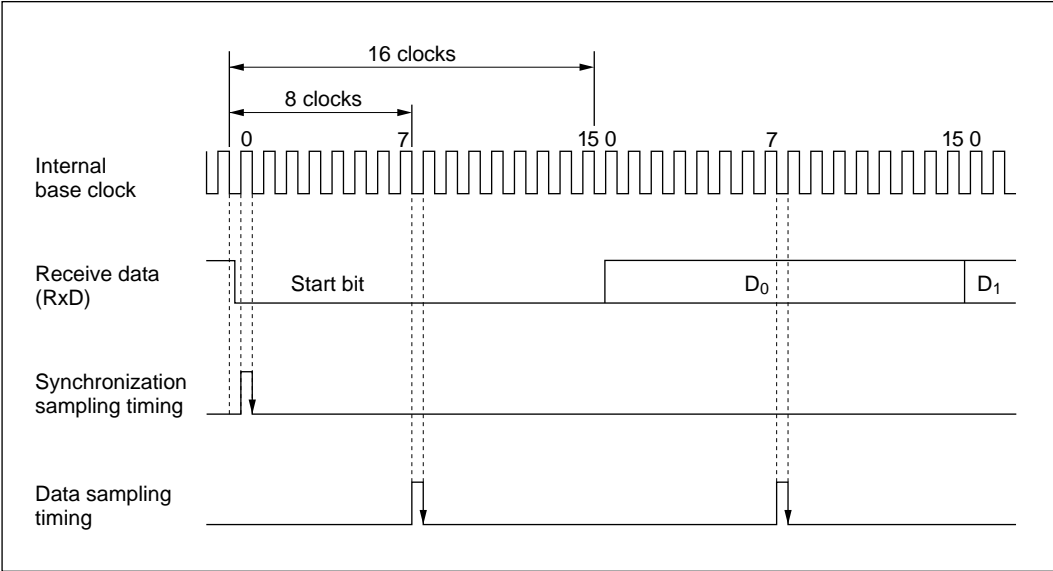 16 clocks
8 clocks
0 7 15 0 7 15 0
Internal
base clock
Receive data
(RxD)
Start bit D0 D1
Synchronization
sampling timing
Data sampling
timing